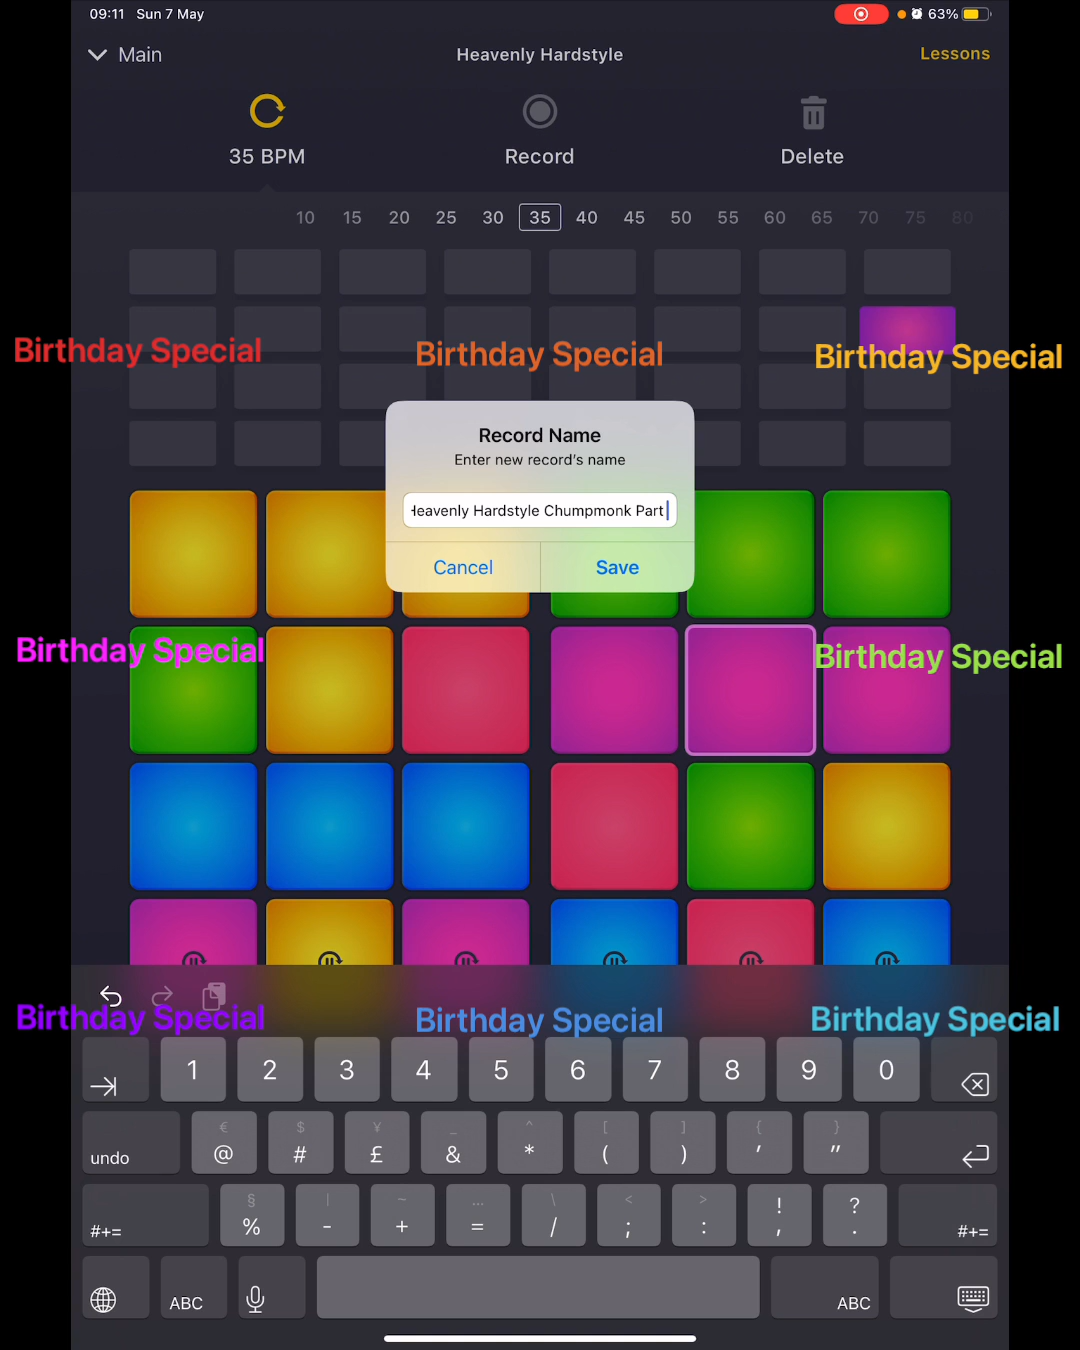 09:11 Sun 7 May
63%
Main
Heavenly Hardstyle
Lessons
35 BPM
Record
Delete
10 15 20 25 30 35 40 45 50 55 60 65 70 75 80
Birthday Special
Birthday Special
Birthday Special
Record Name
Enter new record's name
Heavenly Hardstyle Chumpmonk Part
Cancel
Save
Birthday Special
Birthday Special
Birthday Special
Birthday Special
Birthday Special
1 2 3 4 5 6 7 8 9 0
€ $ ¥ _ ^ [ ] { }
undo @ # £ & * ( ) ' "
§ | ~ … \ < > ! ?
#+= % - + = / ; : , . #+=
ABC
ABC